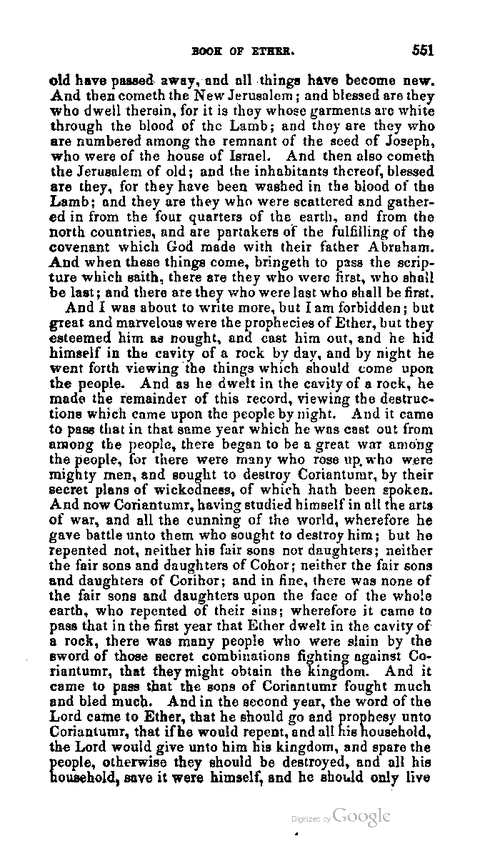 BOOK OF ETHER. 551
old have passed away, and all things have become new.
And then cometh the New Jerusalem; and blessed are they
who dwell therein, for it is they whose garments are white
through the blood of the Lamb; and they are they who
are numbered among the remnant of the seed of Joseph,
who were of the house of Israel. And then also cometh
the Jerusalem of old; and the inhabitants thereof, blessed
are they, for they have been washed in the blood of the
Lamb; and they are they who were scattered and gather-
ed in from the four quarters of the earth, and from the
north countries, and are partakers of the fulfilling of the
covenant which God made with their father Abraham.
And when these things come, bringeth to pass the scrip-
ture which saith, there are they who were first, who shall
be last; and there are they who were last who shall be first.
And I was about to write more, but I am forbidden; but
great and marvelous were the prophecies of Ether, but they
esteemed him as nought, and cast him out, and he hid
himself in the cavity of a rock by day, and by night he
went forth viewing the things which should come upon
the people. And as he dwelt in the cavity of a rock, he
made the remainder of this record, viewing the destruc-
tions which came upon the people by night. And it came
to pass that in that same year which he was cast out from
among the people, there began to be a great war among
the people, for there were many who rose up, who were
mighty men, and sought to destroy Coriantumr, by their
secret plans of wickedness, of which hath been spoken.
And now Coriantumr, having studied himself in all the arts
of war, and all the cunning of the world, wherefore he
gave battle unto them who sought to destroy him; but he
repented not, neither his fair sons nor daughters; neither
the fair sons and daughters of Cohor; neither the fair sons
and daughters of Corihor; and in fine, there was none of
the fair sons and daughters upon the face of the whole
earth, who repented of their sins; wherefore it came to
pass that in the first year that Ether dwelt in the cavity of
a rock, there was many people who were slain by the
sword of those secret combinations fighting against Co-
riantumr, that they might obtain the kingdom. And it
came to pass that the sons of Coriantumr fought much
and bled much. And in the second year, the word of the
Lord came to Ether, that he should go and prophesy unto
Coriantumr, that if he would repent, and all his household,
the Lord would give unto him his kingdom, and spare the
people, otherwise they should be destroyed, and all his
household, save it were himself, and he should only live
Digitized by Google